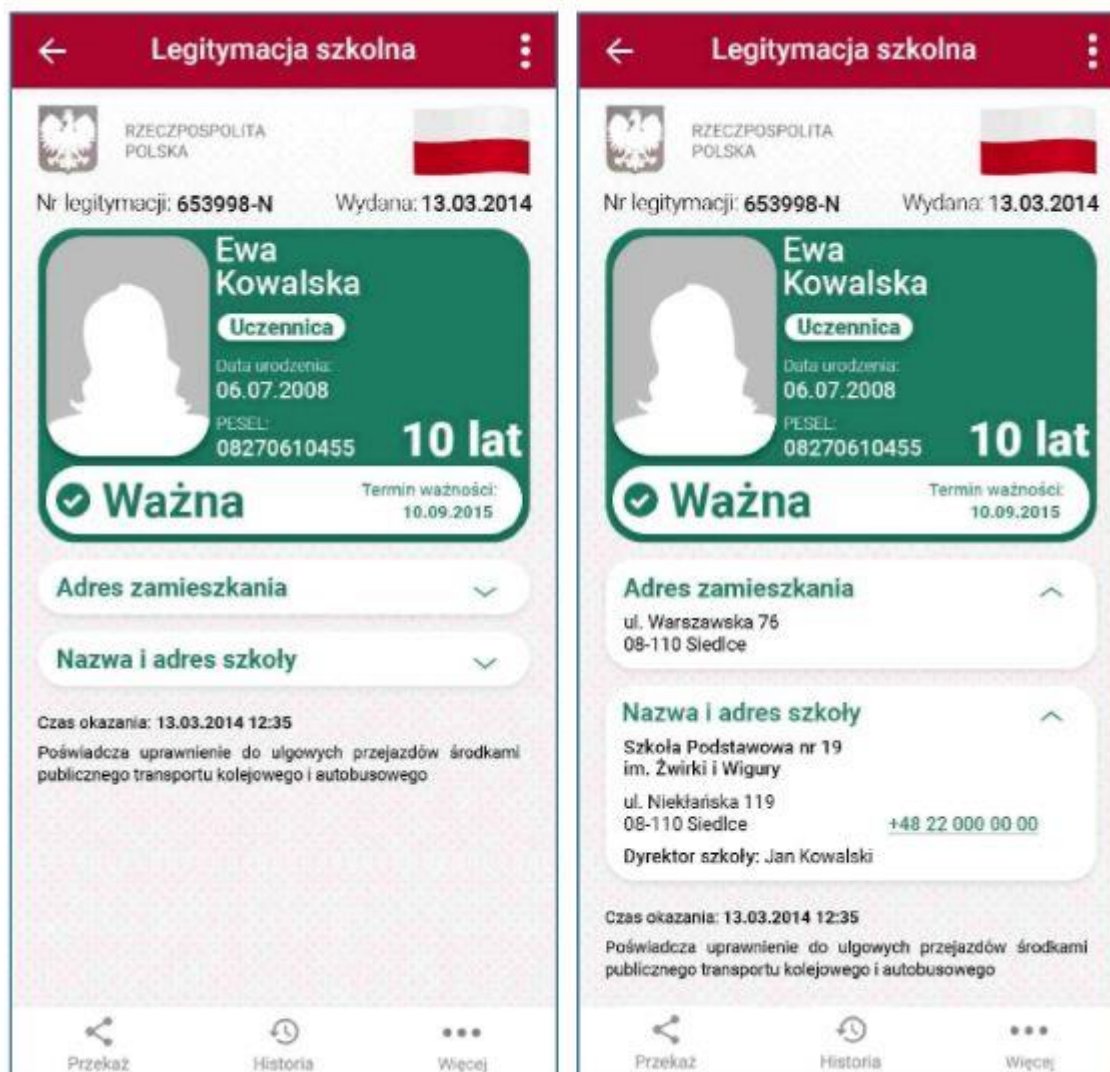 Legitymacja szkolna
RZECZPOSPOLITA
POLSKA
Nr legitymacji: 653998-N Wydana: 13.03.2014
Ewa
Kowalska
Uczennica
Data urodzenia:
06.07.2008
PESEL:
08270610455
10 lat
Ważna
Termin ważności:
10.09.2015
Adres zamieszkania
Nazwa i adres szkoły
Czas okazania: 13.03.2014 12:35
Poświadcza uprawnienie do ulgowych przejazdów środkami
publicznego transportu kolejowego i autobusowego
Przekaż Historia Więcej
Legitymacja szkolna
RZECZPOSPOLITA
POLSKA
Nr legitymacji: 653998-N Wydana: 13.03.2014
Ewa
Kowalska
Uczennica
Data urodzenia:
06.07.2008
PESEL:
08270610455
10 lat
Ważna
Termin ważności:
10.09.2015
Adres zamieszkania
ul. Warszawska 76
08-110 Siedlce
Nazwa i adres szkoły
Szkoła Podstawowa nr 19
im. Żwirki i Wigury
ul. Niekłańska 119
08-110 Siedlce +48 22 000 00 00
Dyrektor szkoły: Jan Kowalski
Czas okazania: 13.03.2014 12:35
Poświadcza uprawnienie do ulgowych przejazdów środkami
publicznego transportu kolejowego i autobusowego
Przekaż Historia Więcej